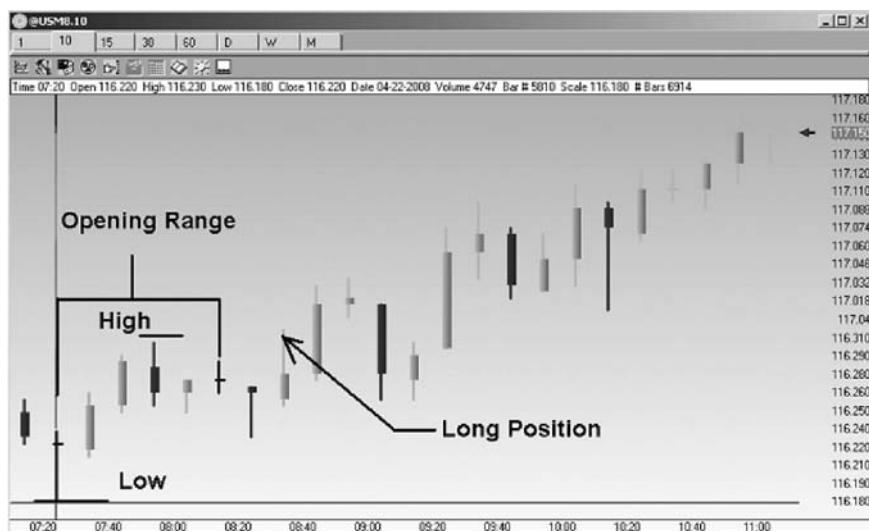 @USM8.10
1 10 15 30 60 D W M
Time 07:20 Open 116.220 High 116.230 Low 116.180 Close 116.220 Date 04-22-2008 Volume 4747 Bar # 5810 Scale 116.180 # Bars 6914
117.180
117.160
117.150
117.130
117.120
117.110
117.088
117.074
117.060
117.046
117.032
117.018
117.04
116.310
116.290
116.280
116.260
116.250
116.240
116.220
116.210
116.190
116.180
Opening Range
High
Long Position
Low
07:20 07:40 08:00 08:20 08:40 09:00 09:20 09:40 10:00 10:20 10:40 11:00